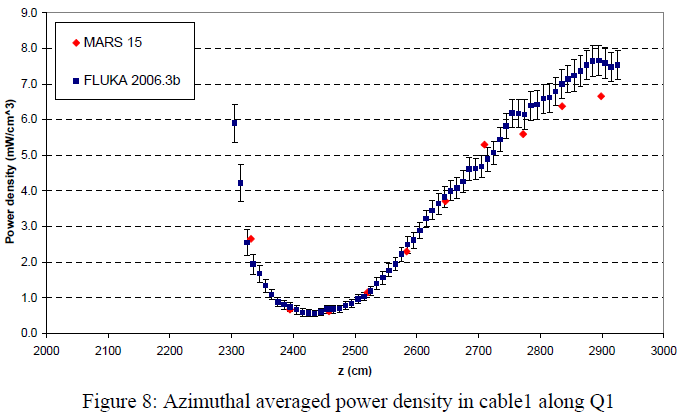 9.0
8.0
7.0
6.0
5.0
4.0
3.0
2.0
1.0
0.0
Power density (mW/cm^3)
MARS 15
FLUKA 2006.3b
2000 2100 2200 2300 2400 2500 2600 2700 2800 2900 3000
z (cm)
Figure 8: Azimuthal averaged power density in cable1 along Q1